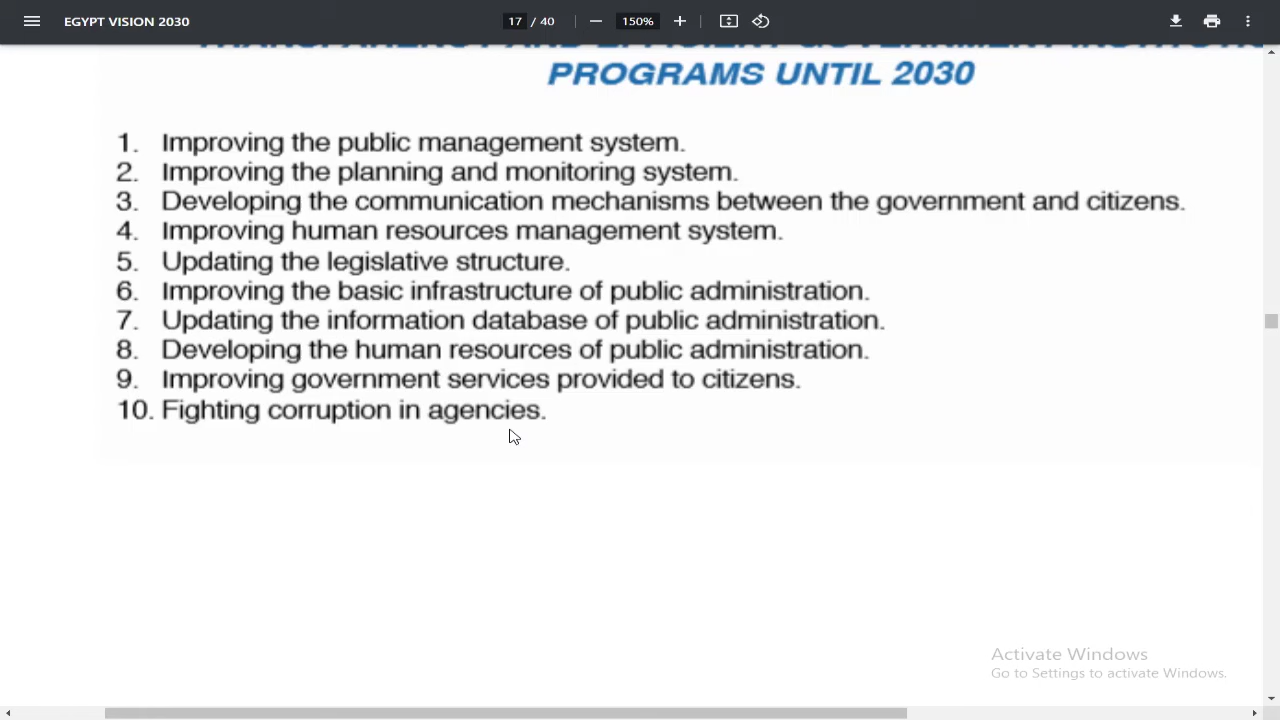 EGYPT VISION 2030
17 / 40
150%
TRANSPARENCY AND EFFICIENT GOVERNMENT
PROGRAMS UNTIL 2030
1. Improving the public management system.
2. Improving the planning and monitoring system.
3. Developing the communication mechanisms between the government and citizens.
4. Improving human resources management system.
5. Updating the legislative structure.
6. Improving the basic infrastructure of public administration.
7. Updating the information database of public administration.
8. Developing the human resources of public administration.
9. Improving government services provided to citizens.
10. Fighting corruption in agencies.
Activate Windows
Go to Settings to activate Windows.